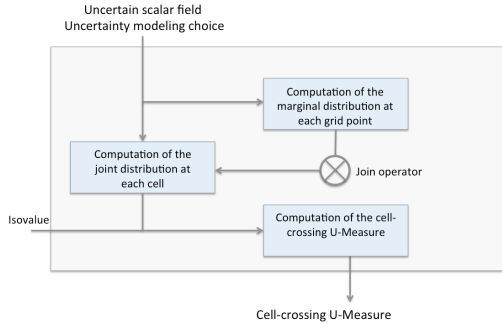 Uncertain scalar field
Uncertainty modeling choice
Computation of the
marginal distribution at
each grid point
Computation of the
joint distribution at
each cell
Join operator
Isovalue
Computation of the cell-
crossing U-Measure
Cell-crossing U-Measure